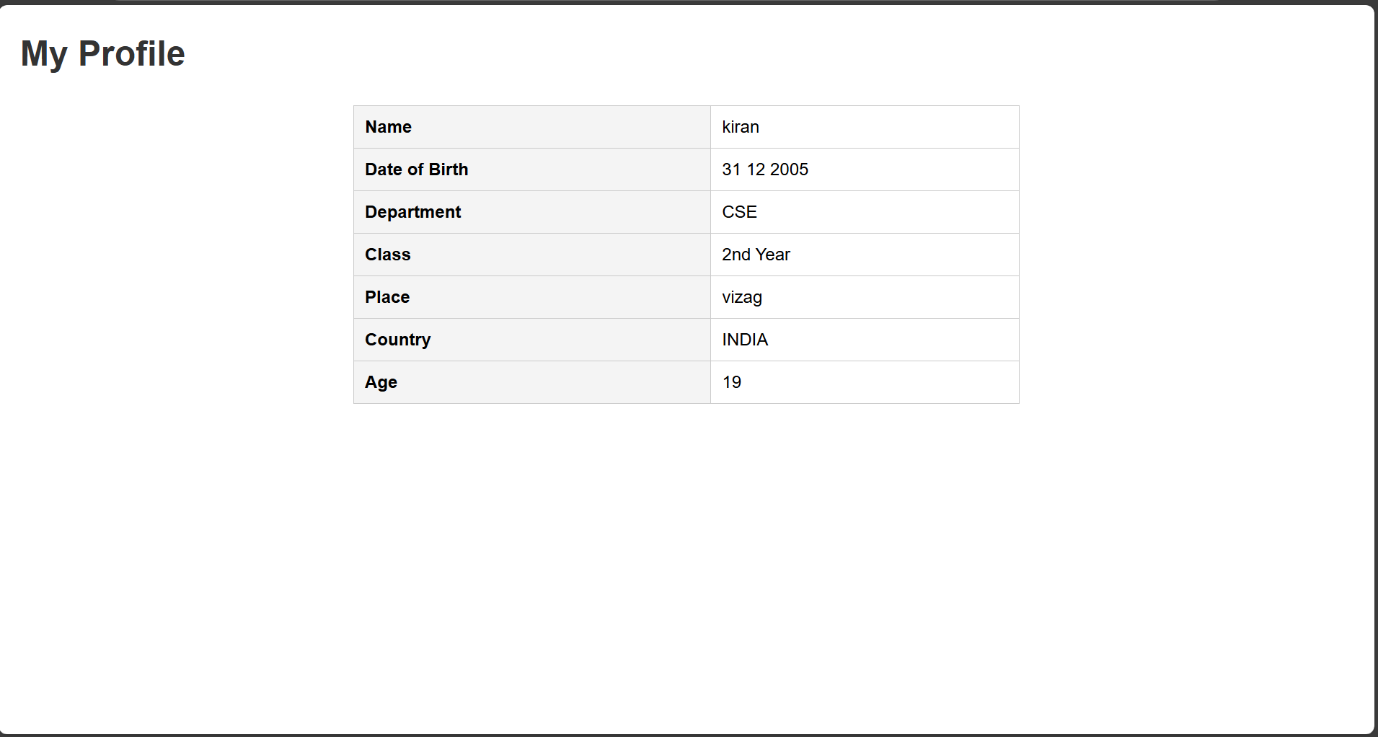 My Profile
Name kiran
Date of Birth 31 12 2005
Department CSE
Class 2nd Year
Place vizag
Country INDIA
Age 19